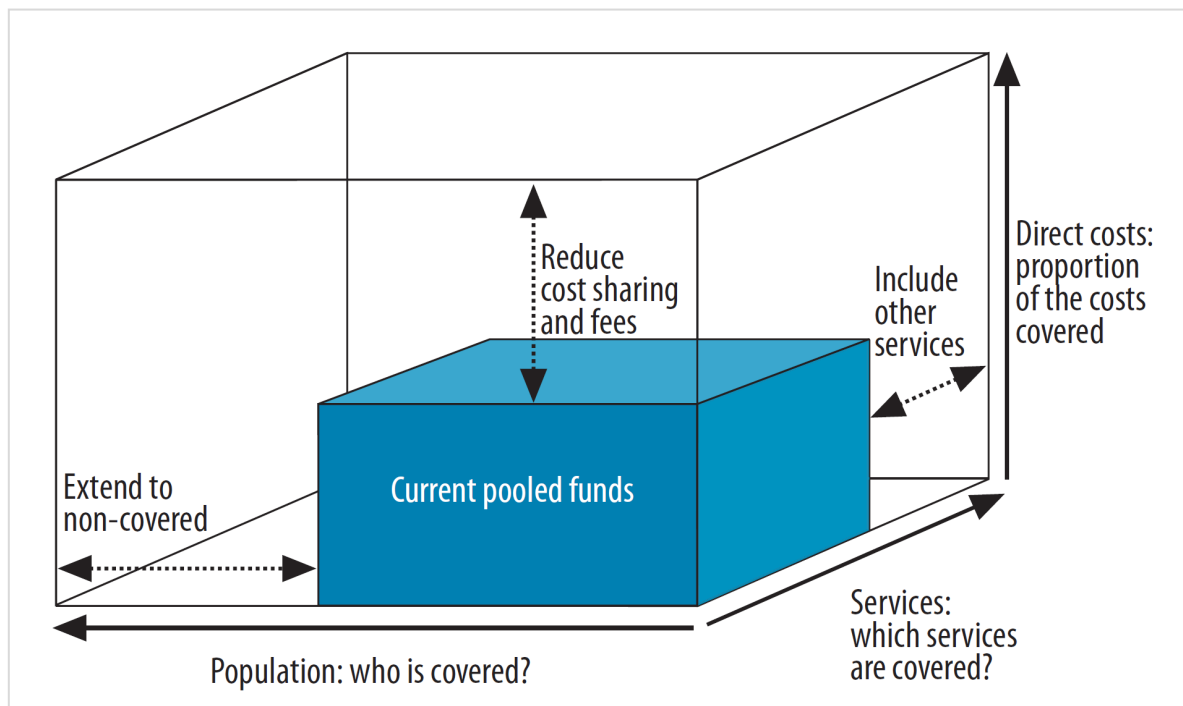 Reduce
cost sharing
and fees
Include
other
services
Direct costs:
proportion
of the costs
covered
Extend to
non-covered
Current pooled funds
Services:
which services
are covered?
Population: who is covered?